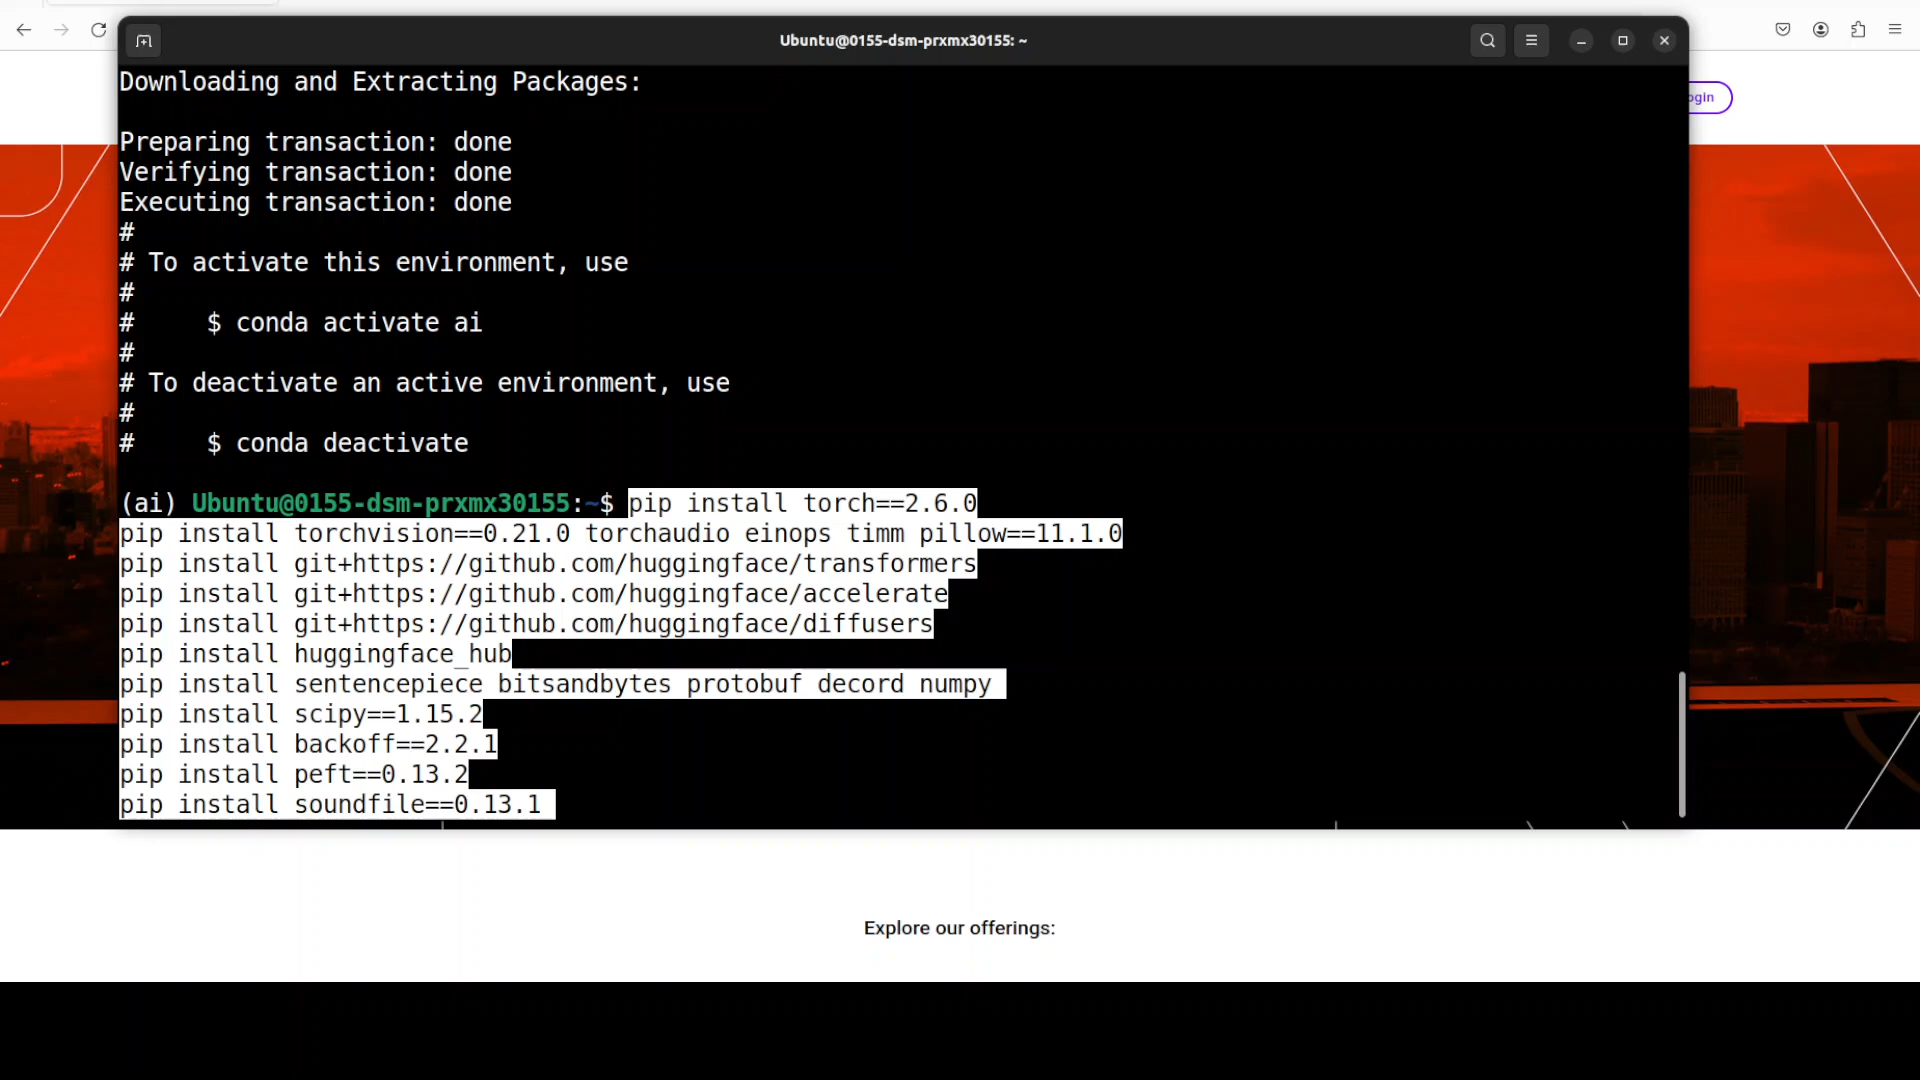 Ubuntu@0155-dsm-prxmx30155: ~
ogin
Downloading and Extracting Packages:
Preparing transaction: done
Verifying transaction: done
Executing transaction: done
#
# To activate this environment, use
#
#     $ conda activate ai
#
# To deactivate an active environment, use
#
#     $ conda deactivate
(ai) Ubuntu@0155-dsm-prxmx30155:~$ pip install torch==2.6.0
pip install torchvision==0.21.0 torchaudio einops timm pillow==11.1.0
pip install git+https://github.com/huggingface/transformers
pip install git+https://github.com/huggingface/accelerate
pip install git+https://github.com/huggingface/diffusers
pip install huggingface_hub
pip install sentencepiece bitsandbytes protobuf decord numpy
pip install scipy==1.15.2
pip install backoff==2.2.1
pip install peft==0.13.2
pip install soundfile==0.13.1
Explore our offerings: